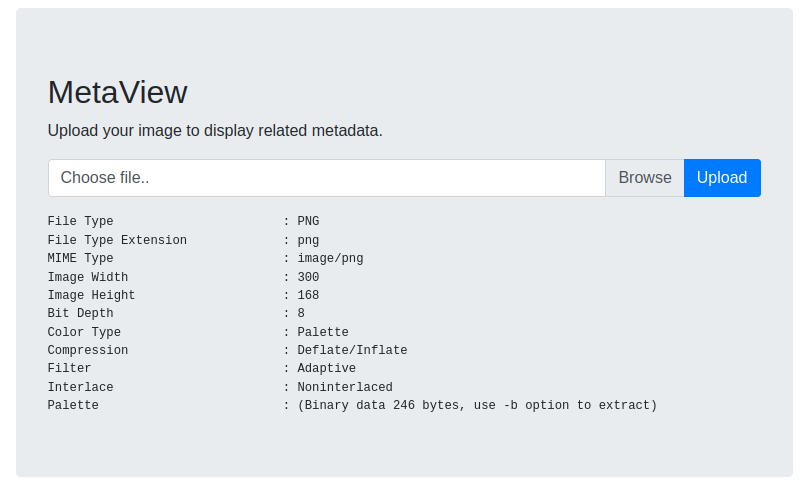 MetaView
Upload your image to display related metadata.
Choose file.. Browse Upload
File Type : PNG
File Type Extension : png
MIME Type : image/png
Image Width : 300
Image Height : 168
Bit Depth : 8
Color Type : Palette
Compression : Deflate/Inflate
Filter : Adaptive
Interlace : Noninterlaced
Palette : (Binary data 246 bytes, use -b option to extract)